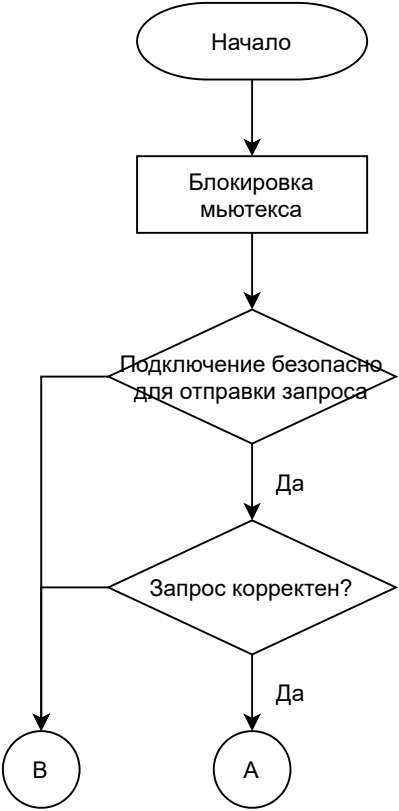 Начало
Блокировка
мьютекса
Подключение безопасно
для отправки запроса
Да
Запрос корректен?
Да
В
А